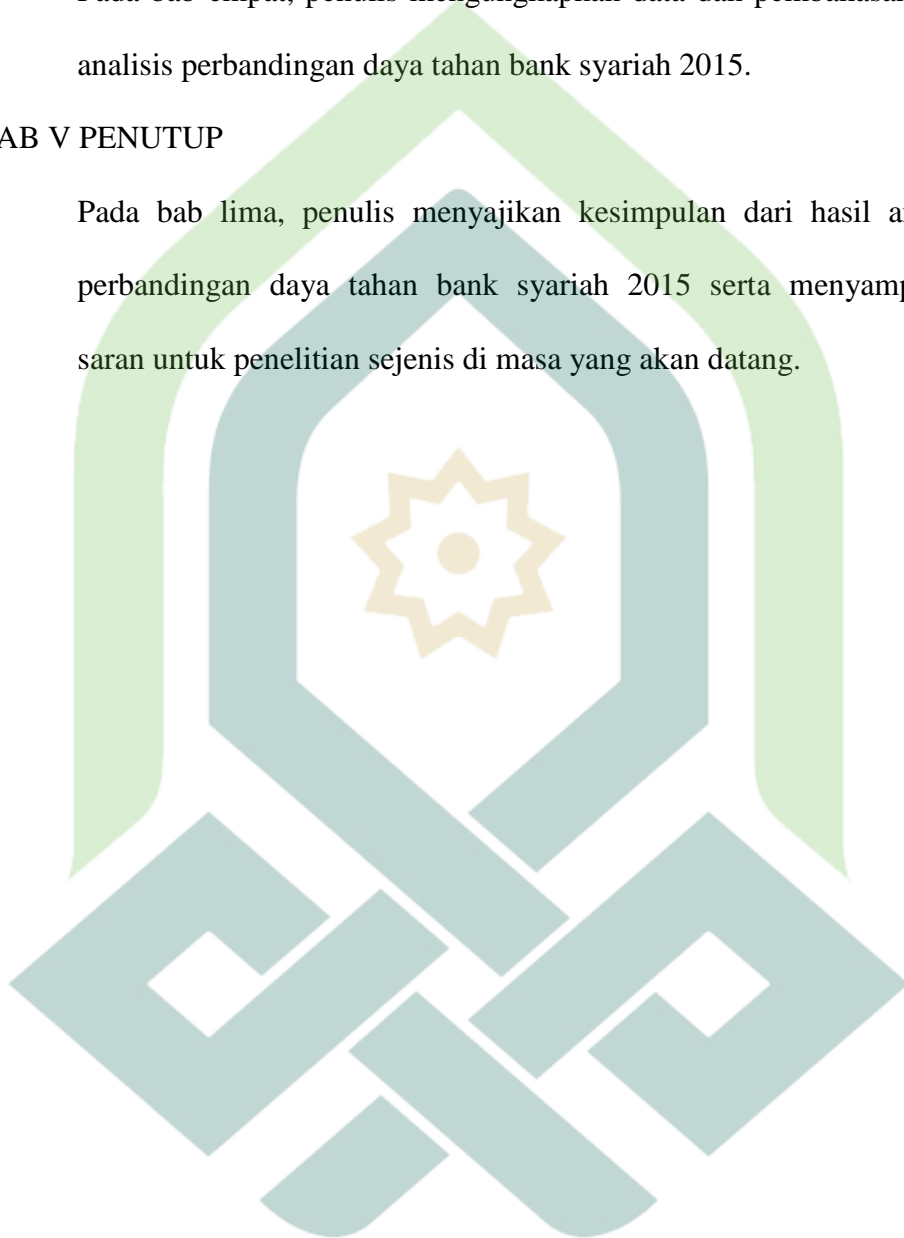 Pada bab empat, penulis mengungkapkan data dan pembahasan
analisis perbandingan daya tahan bank syariah 2015.
AB V PENUTUP
Pada bab lima, penulis menyajikan kesimpulan dari hasil
perbandingan daya tahan bank syariah 2015 serta
saran untuk penelitian sejenis di masa yang akan datang.